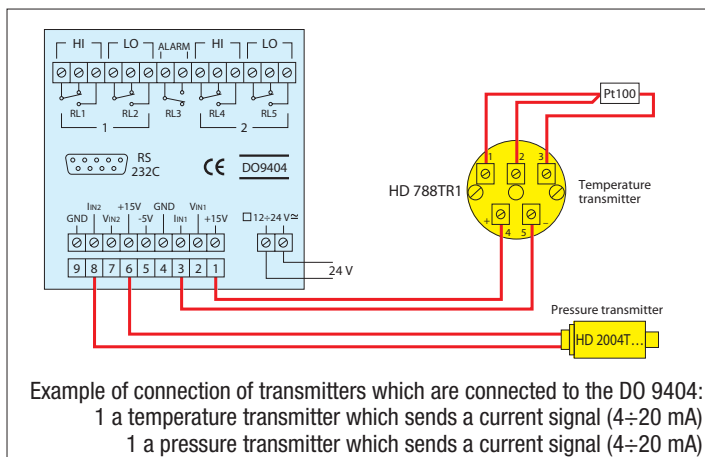 HI LO ALARM HI LO
RL1 RL2 RL3 RL4 RL5
1 2
RS
232C
CE DO9404
IIN2 +15V GND VIN1
GND VIN2 -5V IIN1 +15V
12÷24 V≃
9 8 7 6 5 4 3 2 1
24 V
Pt100
1 2 3
HD 788TR1
Temperature
transmitter
+ -
4 5
Pressure transmitter
HD 2004T...
Example of connection of transmitters which are connected to the DO 9404:
1 a temperature transmitter which sends a current signal (4÷20 mA)
1 a pressure transmitter which sends a current signal (4÷20 mA)